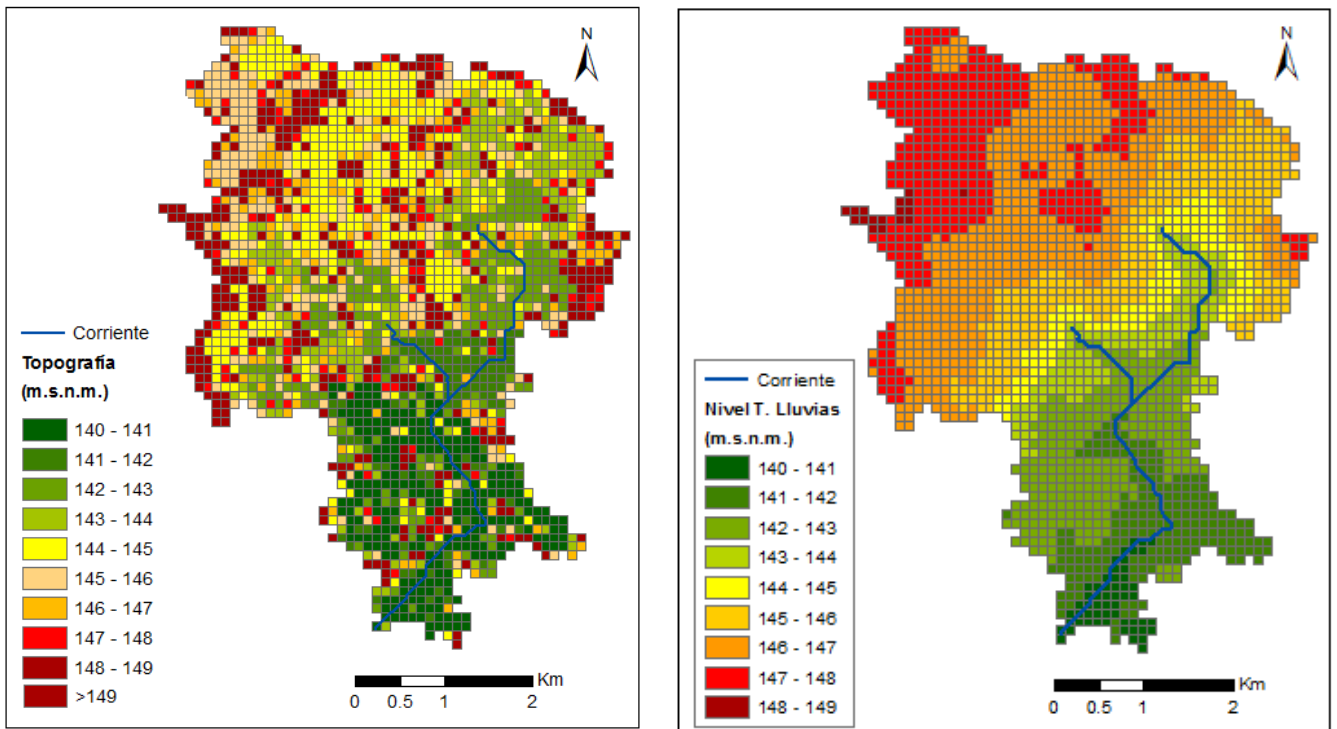 N
Corriente
Topografía
(m.s.n.m.)
140 - 141
141 - 142
142 - 143
143 - 144
144 - 145
145 - 146
146 - 147
147 - 148
148 - 149
>149
Km
0 0.5 1 2
N
Corriente
Nivel T. Lluvias
(m.s.n.m.)
140 - 141
141 - 142
142 - 143
143 - 144
144 - 145
145 - 146
146 - 147
147 - 148
148 - 149
Km
0 0.5 1 2